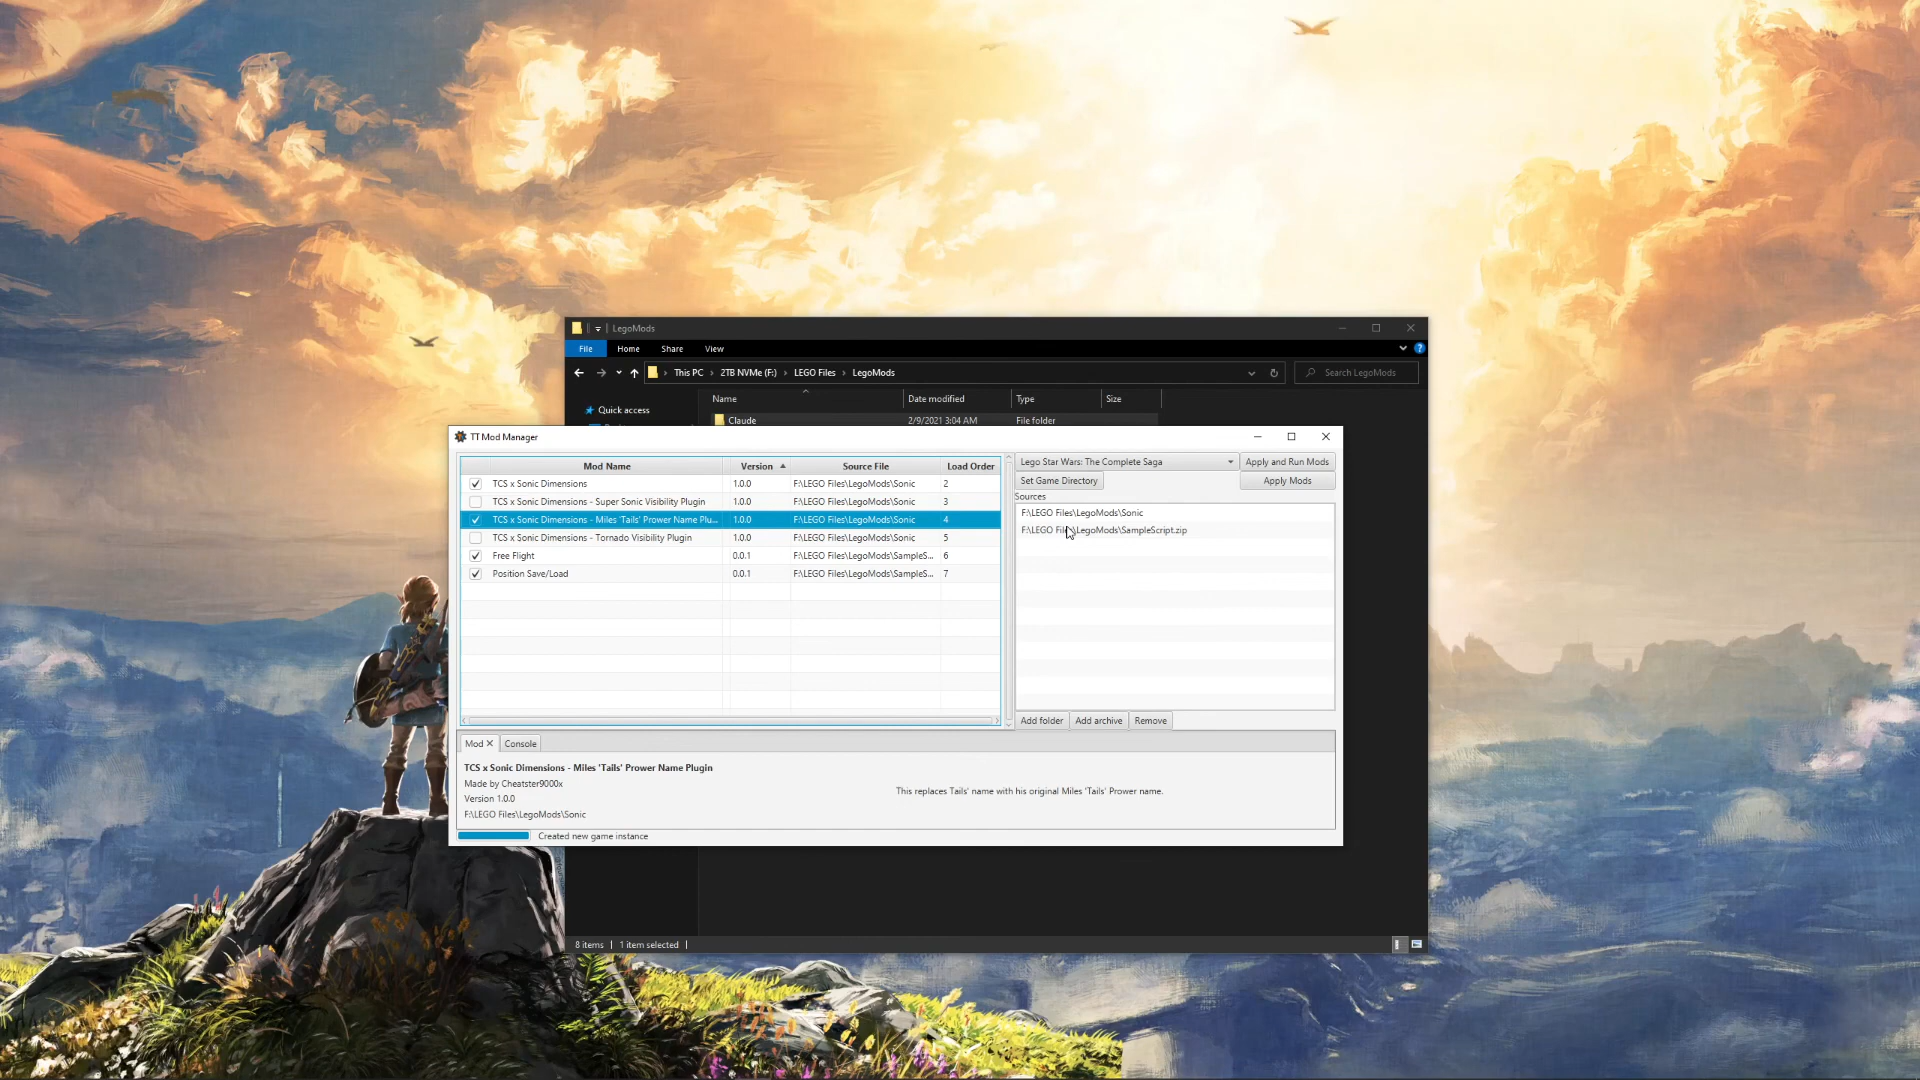 LegoMods
File Home Share View
This PC › 2TB NVMe (F:) › LEGO Files › LegoMods
Search LegoMods
Name Date modified Type Size
Quick access
Claude 2/9/2021 3:04 AM File folder
TT Mod Manager
Mod Name Version Source File Load Order
TCS x Sonic Dimensions 1.0.0 F:\LEGO Files\LegoMods\Sonic 2
TCS x Sonic Dimensions - Super Sonic Visibility Plugin 1.0.0 F:\LEGO Files\LegoMods\Sonic 3
TCS x Sonic Dimensions - Miles 'Tails' Prower Name Plu... 1.0.0 F:\LEGO Files\LegoMods\Sonic 4
TCS x Sonic Dimensions - Tornado Visibility Plugin 1.0.0 F:\LEGO Files\LegoMods\Sonic 5
Free Flight 0.0.1 F:\LEGO Files\LegoMods\SampleS... 6
Position Save/Load 0.0.1 F:\LEGO Files\LegoMods\SampleS... 7
Lego Star Wars: The Complete Saga
Apply and Run Mods
Set Game Directory
Apply Mods
Sources
F:\LEGO Files\LegoMods\Sonic
F:\LEGO Files\LegoMods\SampleScript.zip
Add folder Add archive Remove
Mod Console
TCS x Sonic Dimensions - Miles 'Tails' Prower Name Plugin
Made by Cheatster9000x
Version 1.0.0
F:\LEGO Files\LegoMods\Sonic
This replaces Tails' name with his original Miles 'Tails' Prower name.
Created new game instance
8 items 1 item selected